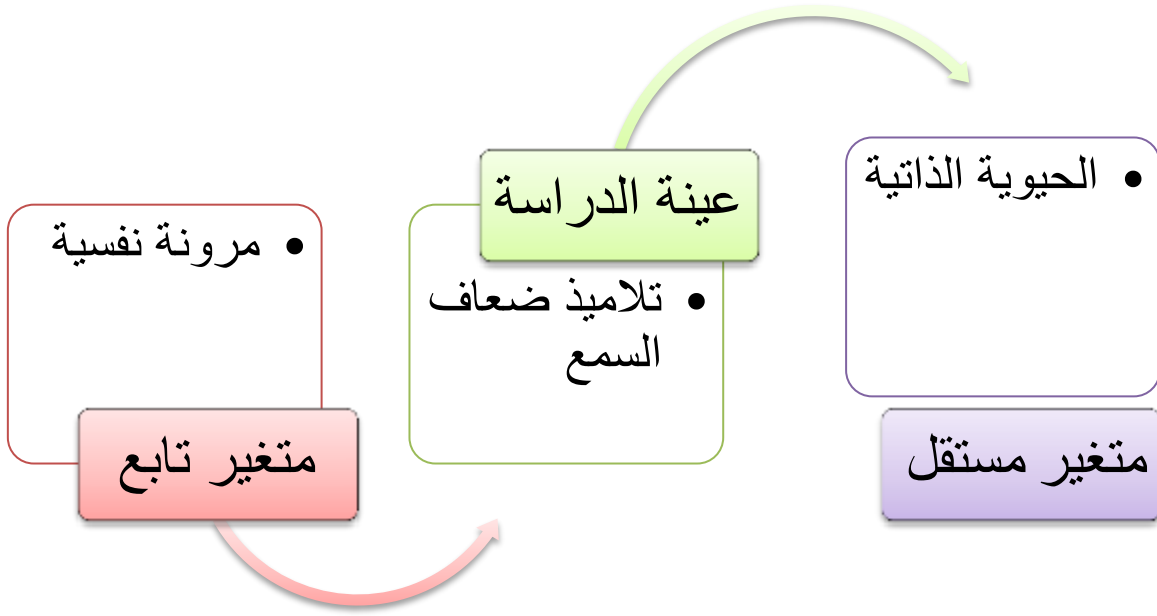 • الحيوية الذاتية
متغير مستقل
عينة الدراسة
• تلاميذ ضعاف
السمع
• مرونة نفسية
متغير تابع